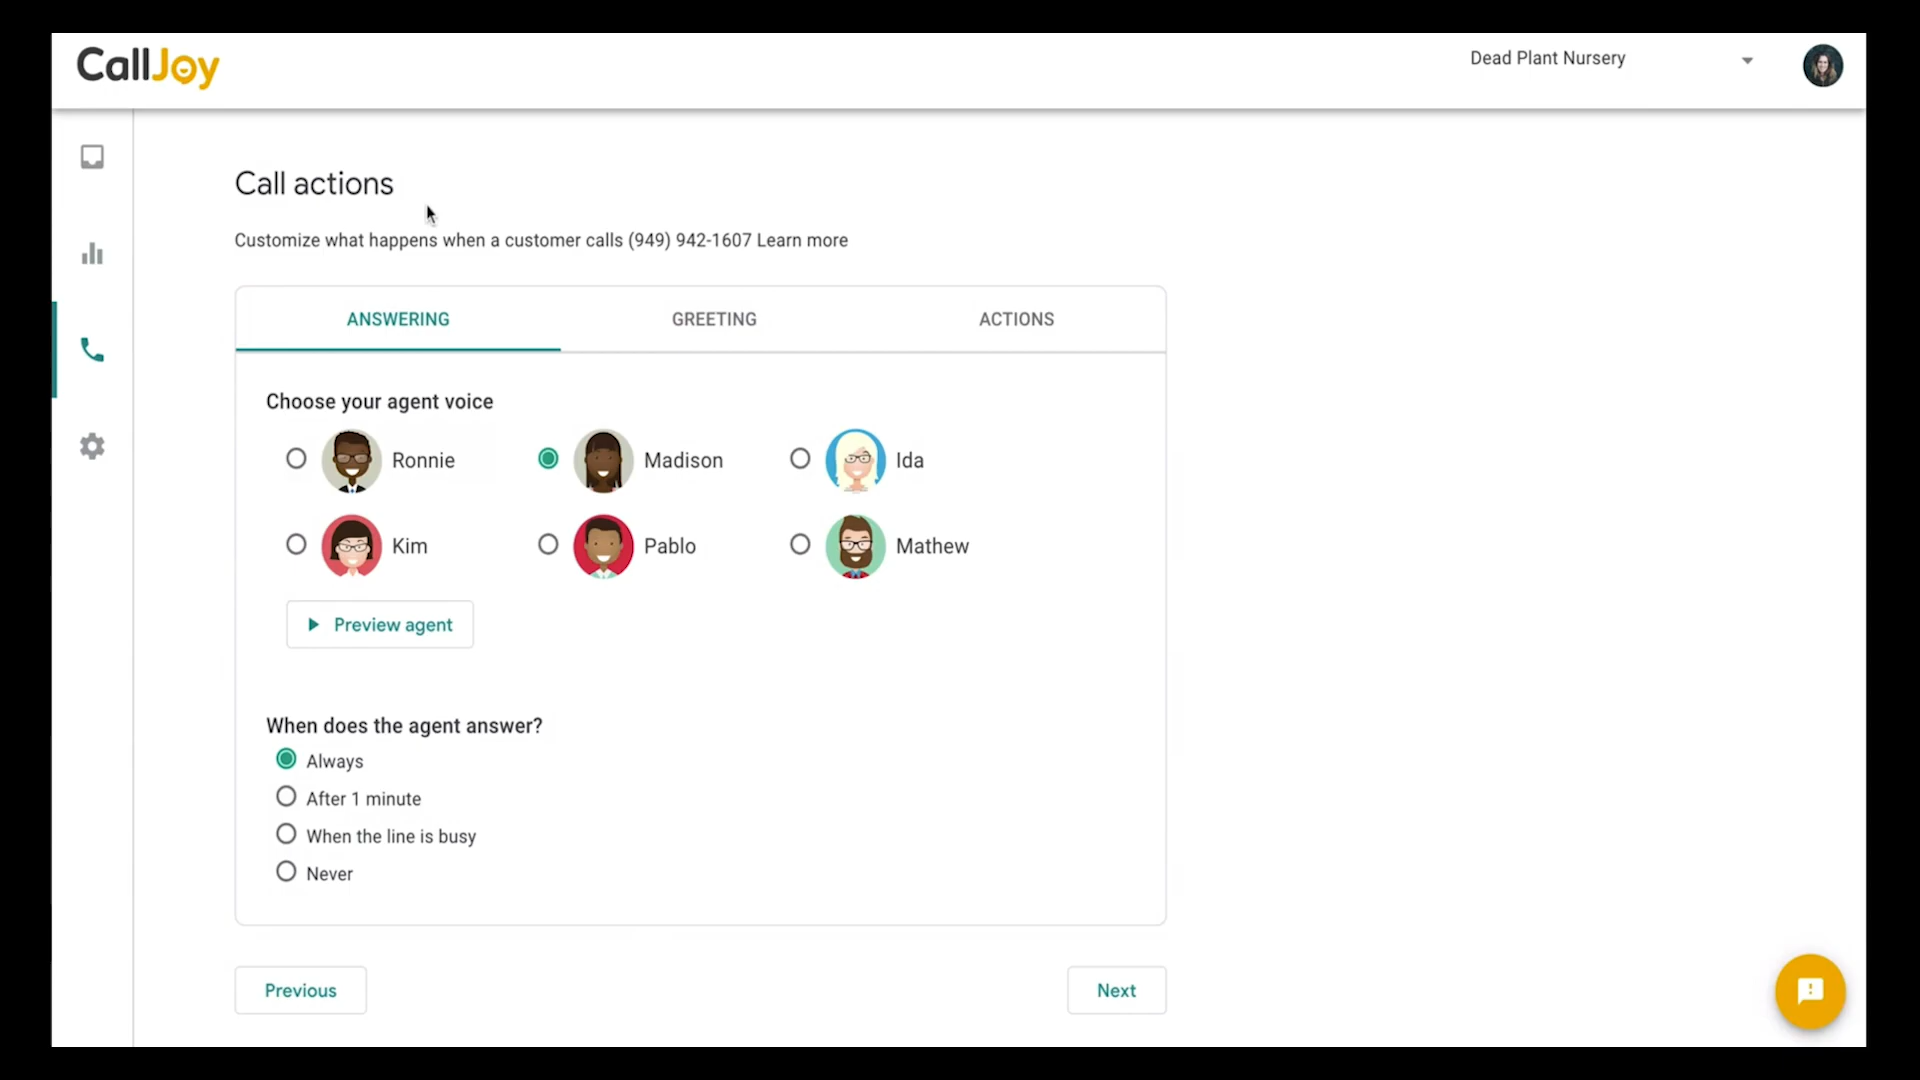 CallJoy
Dead Plant Nursery
Call actions
Customize what happens when a customer calls (949) 942-1607 Learn more
ANSWERING GREETING ACTIONS
Choose your agent voice
Ronnie Madison Ida
Kim Pablo Mathew
Preview agent
When does the agent answer?
Always
After 1 minute
When the line is busy
Never
Previous Next